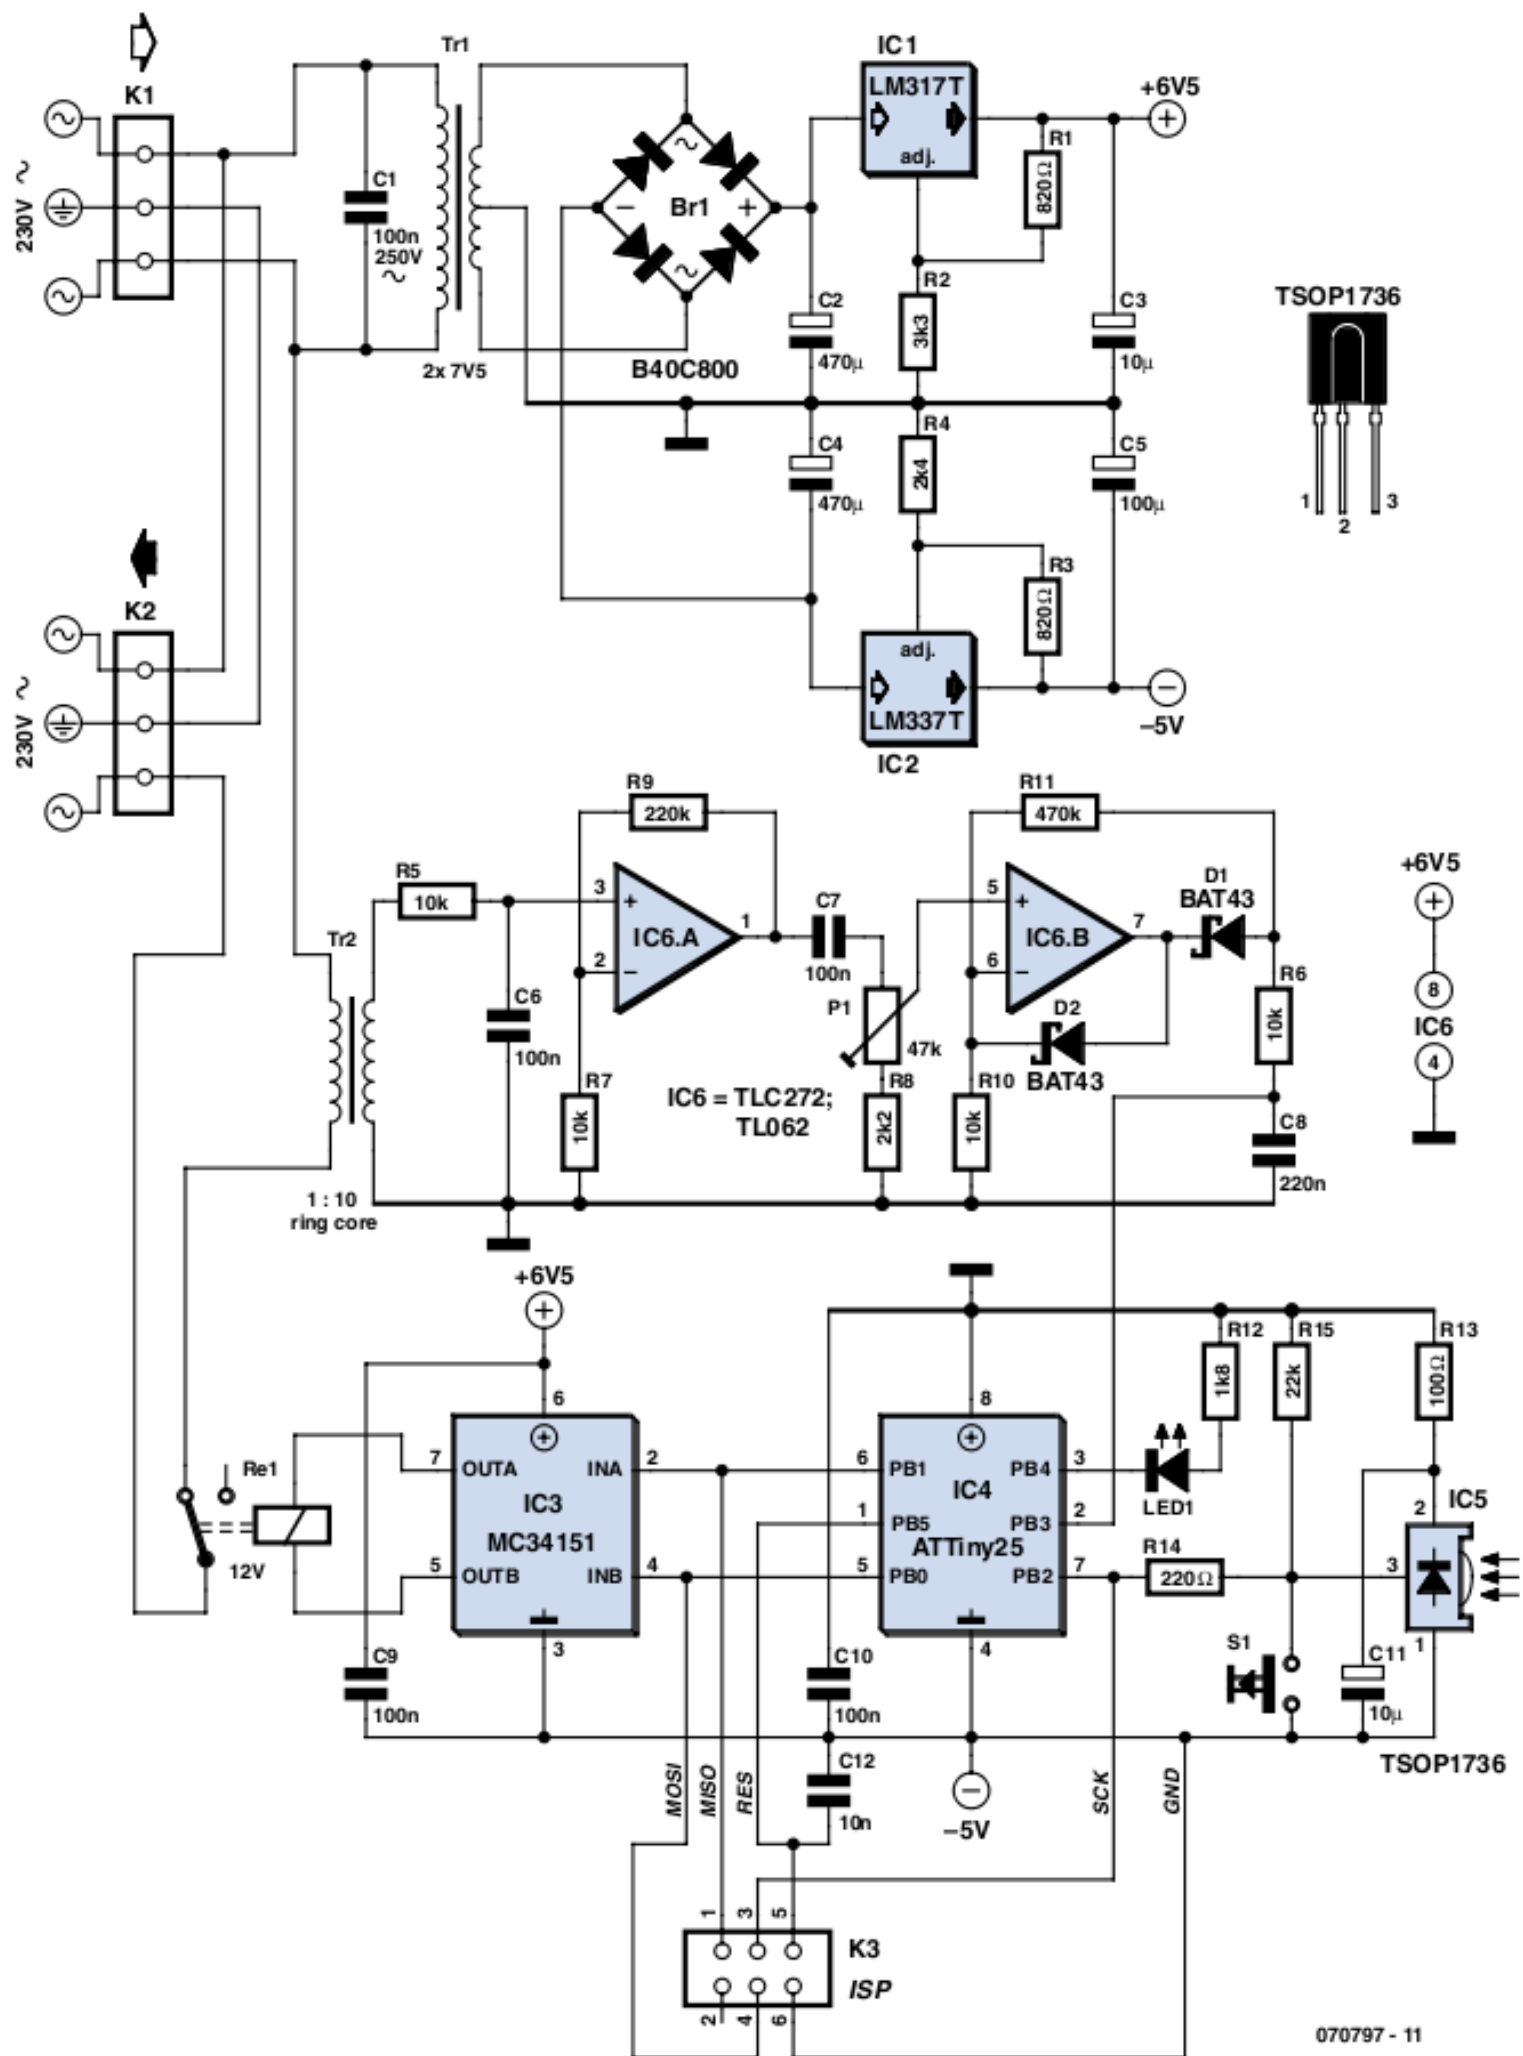 Tr1
IC1
K1
LM317T
+6V5
adj.
R1
820Ω
230V ~
C1
100n
250V
~
Br1
R2
3k3
C2
470µ
C3
10µ
TSOP1736
2x 7V5
B40C800
R4
2k4
C4
470µ
C5
100µ
1
2
3
R3
820Ω
K2
adj.
LM337T
IC2
–5V
230V ~
R9
220k
R11
470k
R5
10k
3
2
IC6.A
1
C7
100n
5
6
IC6.B
7
D1
BAT43
+6V5
Tr2
C6
100n
P1
47k
D2
BAT43
R6
10k
8
IC6
4
R7
10k
IC6 = TLC272;
TL062
R8
2k2
R10
10k
C8
220n
1 : 10
ring core
+6V5
R12
1k8
R15
22k
R13
100Ω
6
8
Re1
12V
7
OUTA
INA
2
IC3
MC34151
5
OUTB
INB
4
3
6
PB1
PB4
3
IC4
1
PB5
PB3
2
ATTiny25
5
PB0
PB2
7
4
LED1
R14
220Ω
2
IC5
3
1
C9
100n
C10
100n
S1
C11
10µ
TSOP1736
MOSI
MISO
RES
C12
10n
–5V
SCK
GND
1
3
5
K3
ISP
2
4
6
070797 - 11